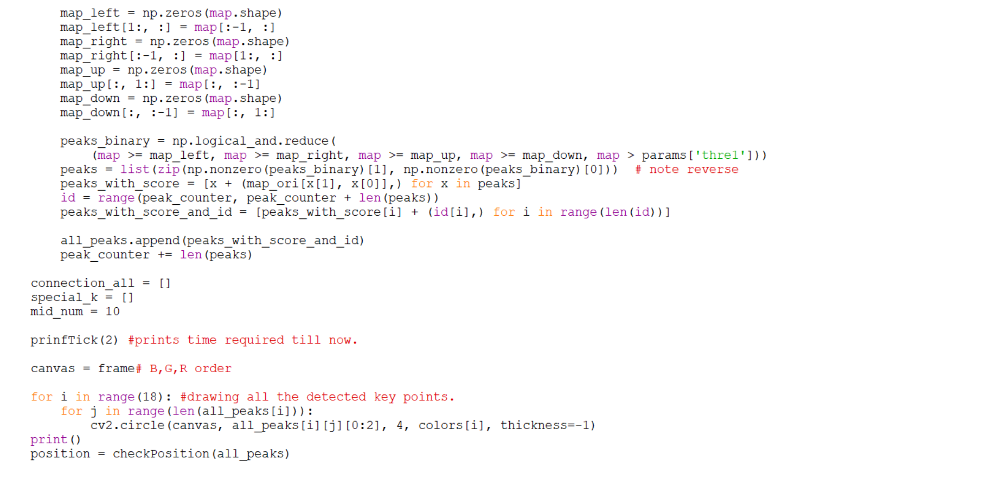 map_left = np.zeros(map.shape)
map_left[1:, :] = map[:-1, :]
map_right = np.zeros(map.shape)
map_right[:-1, :] = map[1:, :]
map_up = np.zeros(map.shape)
map_up[:, 1:] = map[:, :-1]
map_down = np.zeros(map.shape)
map_down[:, :-1] = map[:, 1:]
peaks_binary = np.logical_and.reduce(
(map >= map_left, map >= map_right, map >= map_up, map >= map_down, map > params['thre1']))
peaks = list(zip(np.nonzero(peaks_binary)[1], np.nonzero(peaks_binary)[0]))  # note reverse
peaks_with_score = [x + (map_ori[x[1], x[0]],) for x in peaks]
id = range(peak_counter, peak_counter + len(peaks))
peaks_with_score_and_id = [peaks_with_score[i] + (id[i],) for i in range(len(id))]
all_peaks.append(peaks_with_score_and_id)
peak_counter += len(peaks)
connection_all = []
special_k = []
mid_num = 10
prinfTick(2) #prints time required till now.
canvas = frame# B,G,R order
for i in range(18): #drawing all the detected key points.
for j in range(len(all_peaks[i])):
cv2.circle(canvas, all_peaks[i][j][0:2], 4, colors[i], thickness=-1)
print()
position = checkPosition(all_peaks)